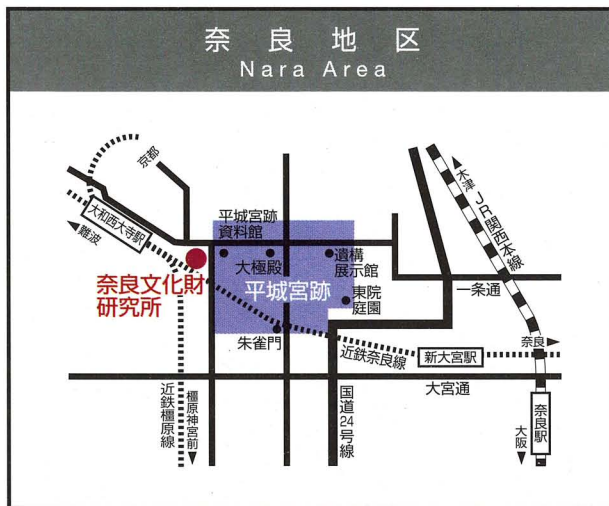 奈良地区
Nara Area
京都
木津
JR関西本線
大和西大寺駅
難波
平城宮跡
資料館
大極殿
遺構
展示館
奈良文化財
研究所
平城宮跡
東院
庭園
一条通
朱雀門
近鉄奈良線
新大宮駅
奈良
大宮通
近鉄橿原線
橿原神宮前
国道24号線
大阪
奈良駅